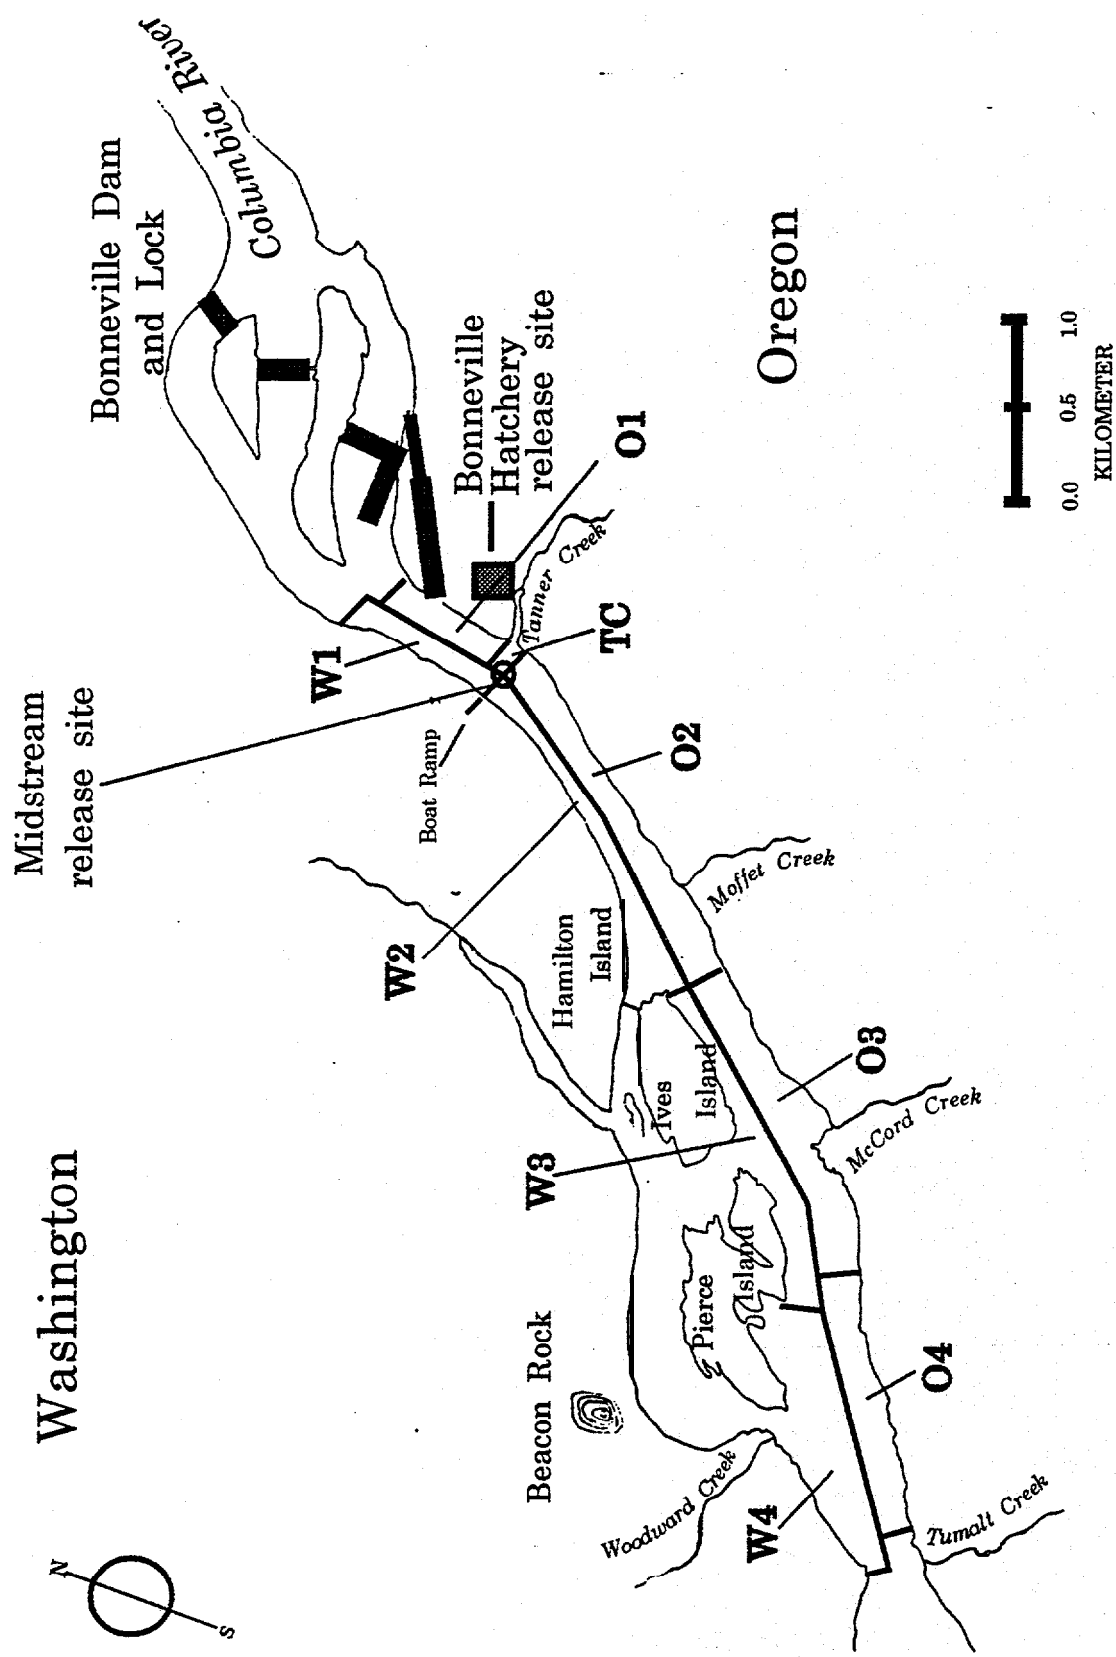 Washington
N
S
Midstream
release site
Bonneville Dam
and Lock
Columbia River
W1
Boat Ramp
W2
Hamilton
Island
Bonneville
Hatchery
release site
O1
Tanner Creek
TC
O2
Moffet Creek
Oregon
Beacon Rock
W3
Ives
Island
Pierce
Island
O3
McCord Creek
Woodward Creek
W4
O4
Tumalt Creek
0.0 0.5 1.0
KILOMETER